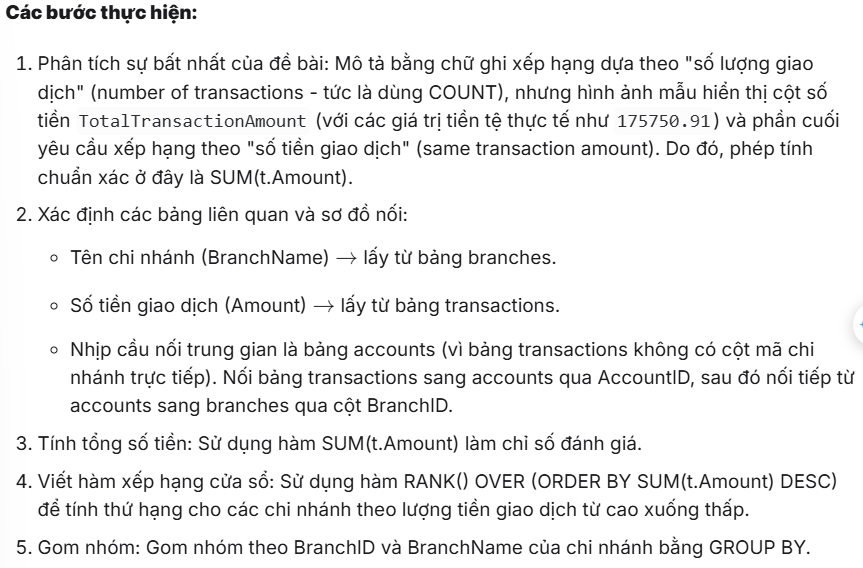 Các bước thực hiện:
1. Phân tích sự bất nhất của đề bài: Mô tả bằng chữ ghi xếp hạng dựa theo "số lượng giao
dịch" (number of transactions - tức là dùng COUNT), nhưng hình ảnh mẫu hiển thị cột số
tiền TotalTransactionAmount (với các giá trị tiền tệ thực tế như 175750.91) và phần cuối
yêu cầu xếp hạng theo "số tiền giao dịch" (same transaction amount). Do đó, phép tính
chuẩn xác ở đây là SUM(t.Amount).
2. Xác định các bảng liên quan và sơ đồ nối:
◦ Tên chi nhánh (BranchName) → lấy từ bảng branches.
◦ Số tiền giao dịch (Amount) → lấy từ bảng transactions.
◦ Nhịp cầu nối trung gian là bảng accounts (vì bảng transactions không có cột mã chi
nhánh trực tiếp). Nối bảng transactions sang accounts qua AccountID, sau đó nối tiếp từ
accounts sang branches qua cột BranchID.
3. Tính tổng số tiền: Sử dụng hàm SUM(t.Amount) làm chỉ số đánh giá.
4. Viết hàm xếp hạng cửa sổ: Sử dụng hàm RANK() OVER (ORDER BY SUM(t.Amount) DESC)
để tính thứ hạng cho các chi nhánh theo lượng tiền giao dịch từ cao xuống thấp.
5. Gom nhóm: Gom nhóm theo BranchID và BranchName của chi nhánh bằng GROUP BY.